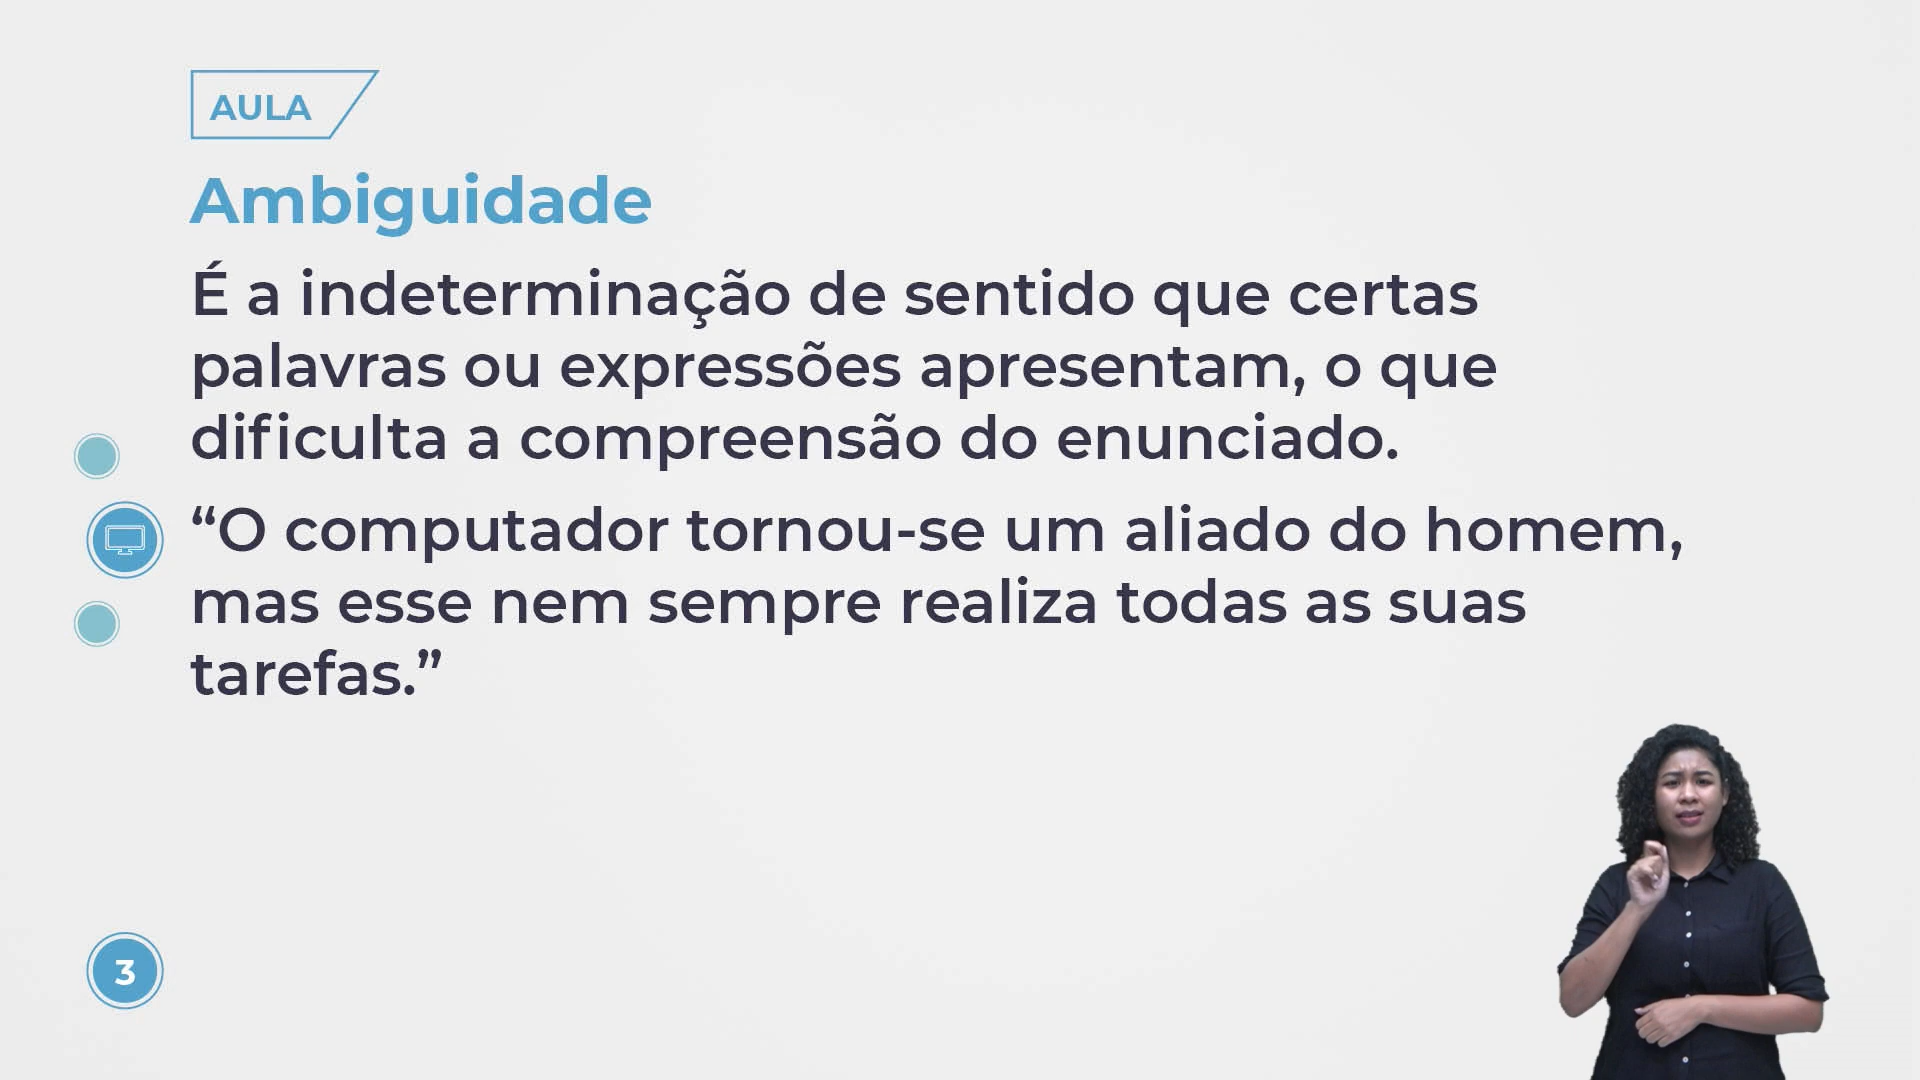 AULA
Ambiguidade
É a indeterminação de sentido que certas
palavras ou expressões apresentam, o que
dificulta a compreensão do enunciado.
“O computador tornou-se um aliado do homem,
mas esse nem sempre realiza todas as suas
tarefas.”
3